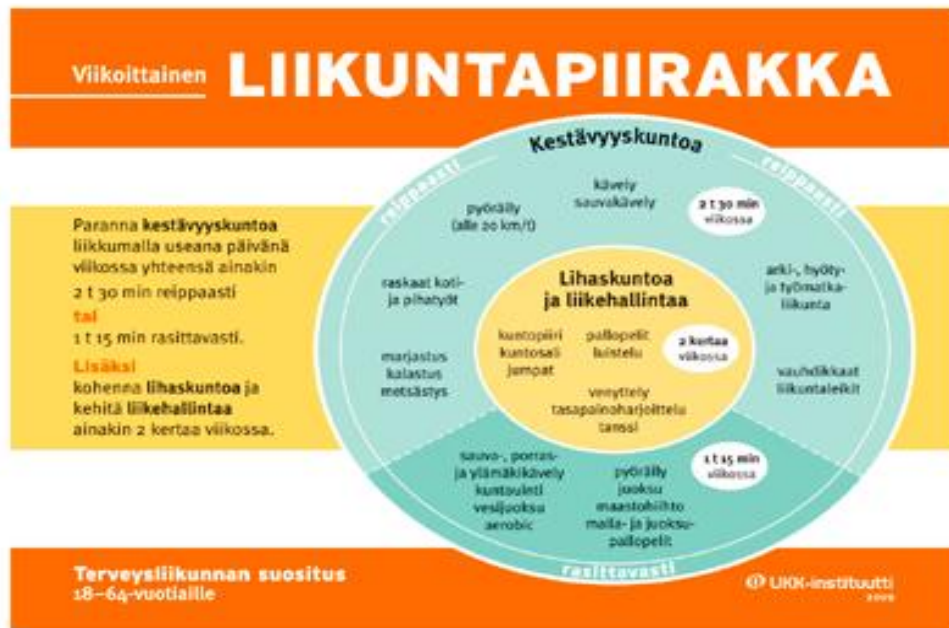 Viikoittainen LIIKUNTAPIIRAKKA
Paranna kestävyyskuntoa
liikkumalla useana päivänä
viikossa yhteensä ainakin
2 t 30 min reippaasti
tai
1 t 15 min rasittavasti.
Lisäksi
kohenna lihaskuntoa ja
kehitä liikehallintaa
ainakin 2 kertaa viikossa.
Kestävyyskuntoa
reippaasti
reippaasti
kävely
sauvakävely
2 t 30 min
viikossa
pyöräily
(alle 20 km/t)
raskaat koti-
ja pihatyöt
arki-, hyöty-
ja työmatka-
liikunta
marjastus
kalastus
metsästys
vauhdikkaat
liikuntaleikit
Lihaskuntoa
ja liikehallintaa
kuntopiiri
kuntosali
jumpat
pallopelit
luistelu
2 kertaa
viikossa
venyttely
tasapainoharjoittelu
tanssi
sauva-, porras-
ja ylämäkikävely
kuntouinti
vesijuoksu
aerobic
pyöräily
juoksu
maastohiihto
maila- ja juoksu-
pallopelit
1 t 15 min
viikossa
rasittavasti
Terveysliikunnan suositus
18–64-vuotiaille
UKK-instituutti
2009